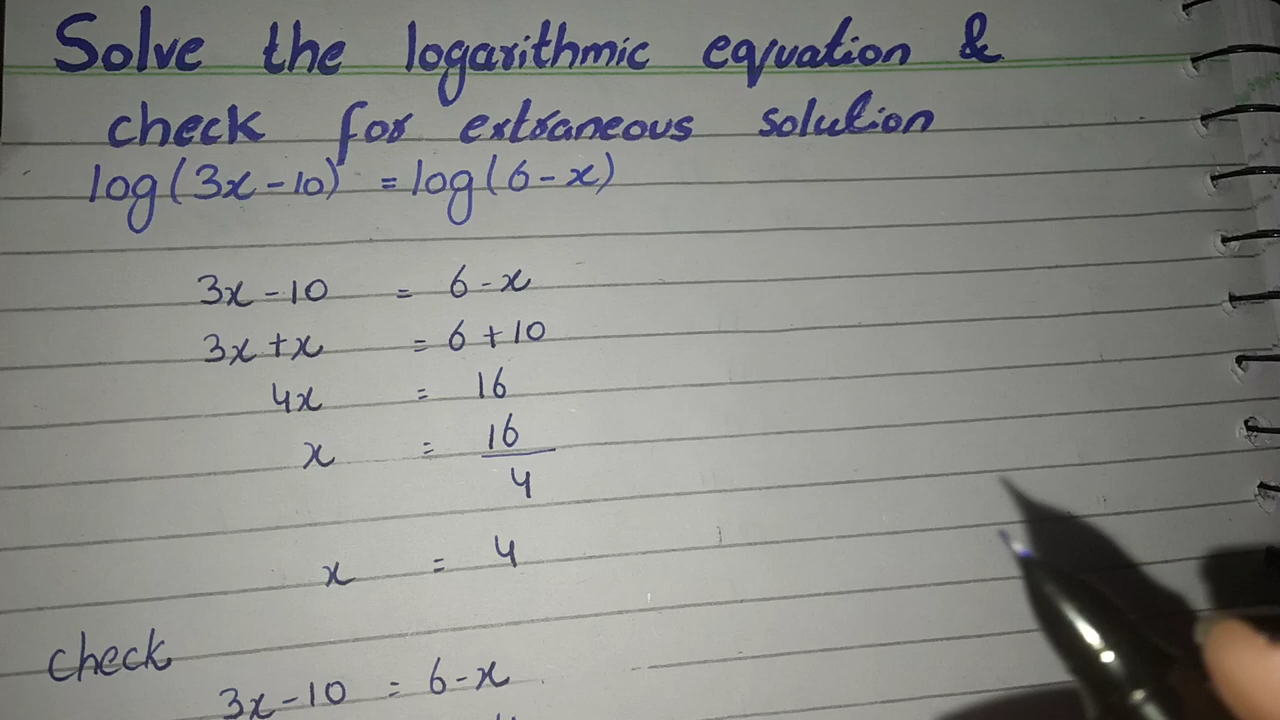 Solve the logarithmic equation &
check for extraneous solution
log(3x-10) = log(6-x)
3x-10 = 6-x
3x+x = 6+10
4x = 16
x = 16/4
x = 4
check
3x-10 = 6-x